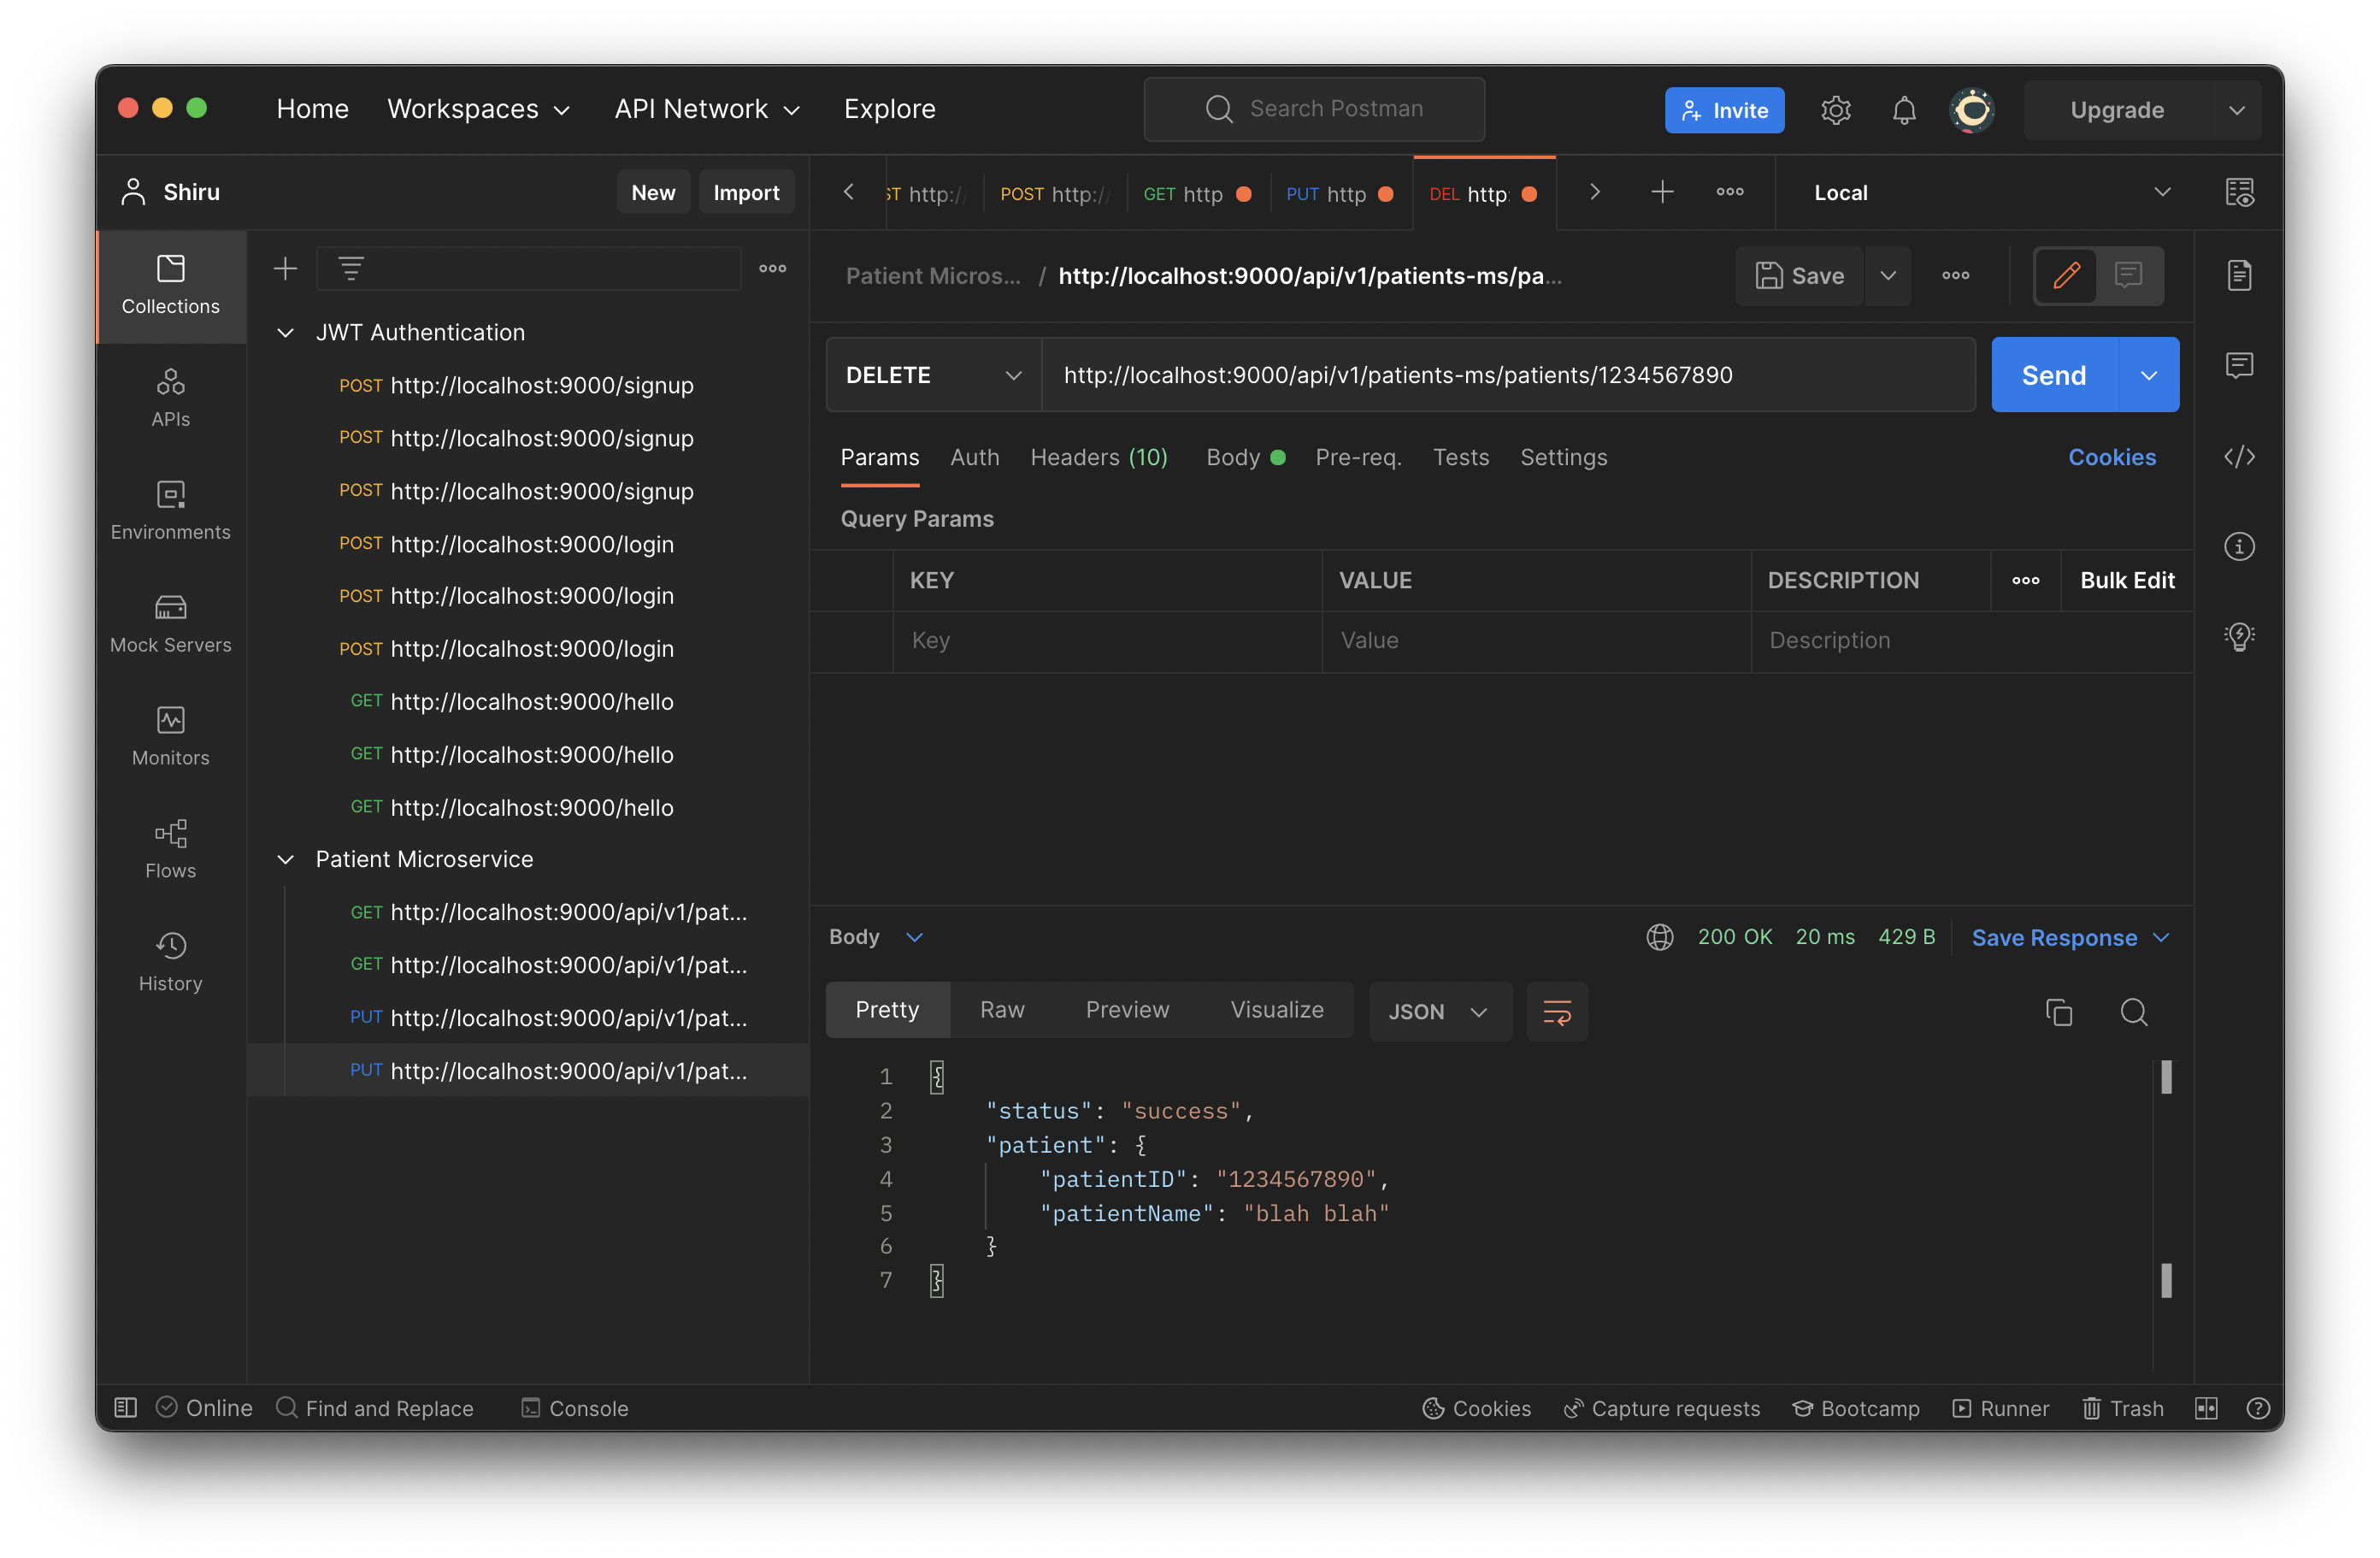 Home Workspaces API Network Explore Search Postman Invite Upgrade
Shiru New Import
ST http:// POST http:// GET http PUT http DEL http: Local
Collections
APIs
Environments
Mock Servers
Monitors
Flows
History
JWT Authentication
POST http://localhost:9000/signup
POST http://localhost:9000/signup
POST http://localhost:9000/signup
POST http://localhost:9000/login
POST http://localhost:9000/login
POST http://localhost:9000/login
GET http://localhost:9000/hello
GET http://localhost:9000/hello
GET http://localhost:9000/hello
Patient Microservice
GET http://localhost:9000/api/v1/pat...
GET http://localhost:9000/api/v1/pat...
PUT http://localhost:9000/api/v1/pat...
PUT http://localhost:9000/api/v1/pat...
Patient Micros... / http://localhost:9000/api/v1/patients-ms/pa... Save
DELETE http://localhost:9000/api/v1/patients-ms/patients/1234567890 Send
Params Auth Headers (10) Body Pre-req. Tests Settings Cookies
Query Params
KEY VALUE DESCRIPTION Bulk Edit
Key Value Description
Body 200 OK 20 ms 429 B Save Response
Pretty Raw Preview Visualize JSON
1 {
2 "status": "success",
3 "patient": {
4 "patientID": "1234567890",
5 "patientName": "blah blah"
6 }
7 }
Online Find and Replace Console Cookies Capture requests Bootcamp Runner Trash